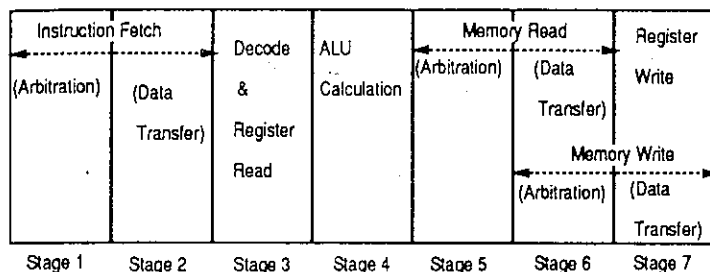 Instruction Fetch
(Arbitration)
(Data
Transfer)
Decode
&
Register
Read
ALU
Calculation
Memory Read
(Arbitration)
(Data
Transfer)
Register
Write
Memory Write
(Arbitration)
(Data
Transfer)
Stage 1 Stage 2 Stage 3 Stage 4 Stage 5 Stage 6 Stage 7